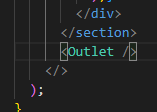 </div>
</section>
<Outlet />
</>
);
}